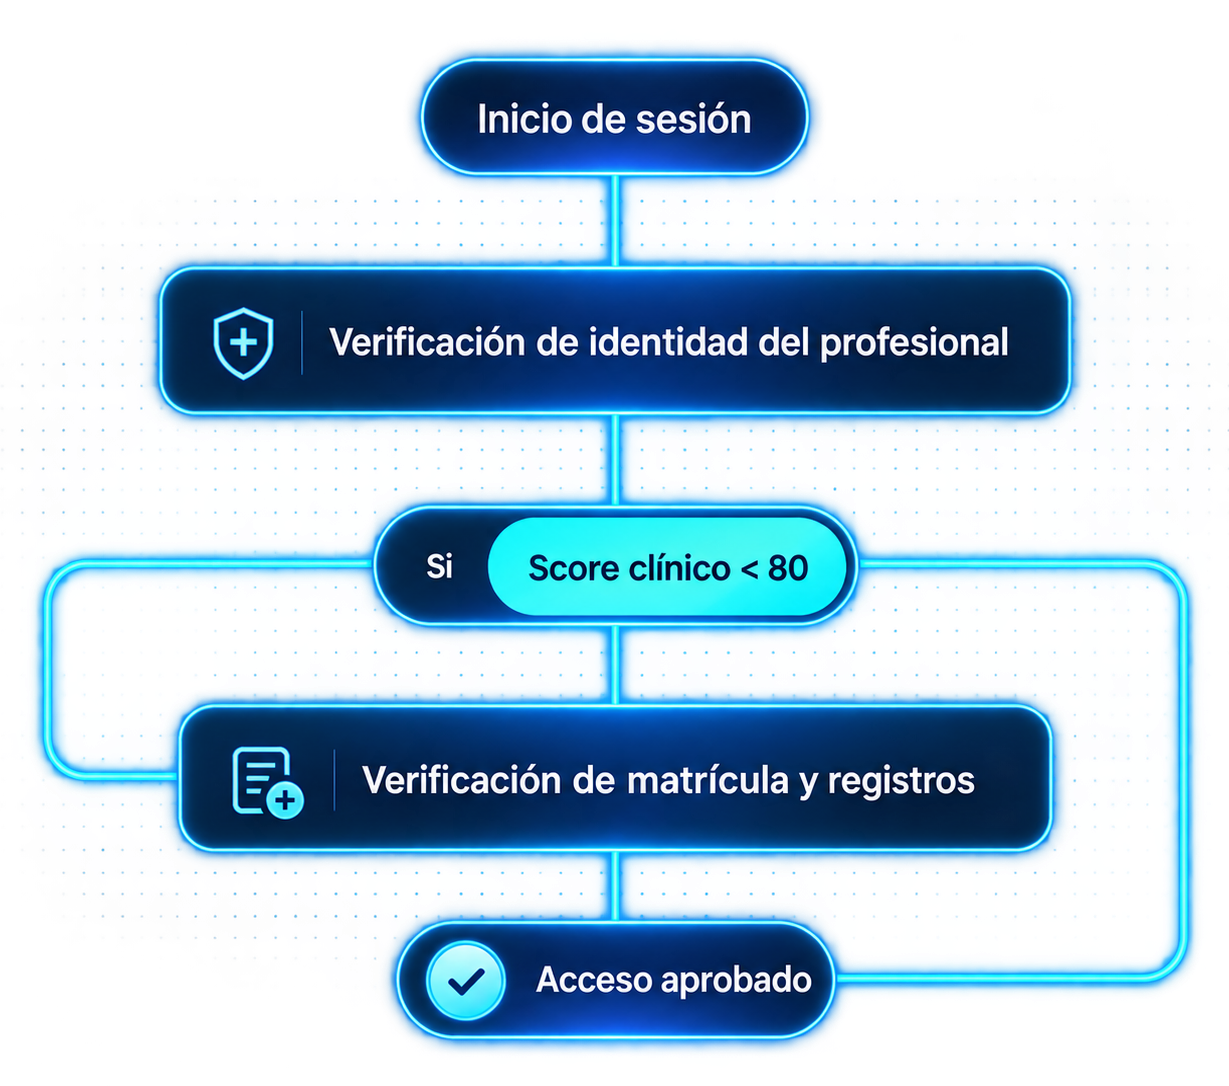 Inicio de sesión
Verificación de identidad del profesional
Si Score clínico < 80
Verificación de matrícula y registros
Acceso aprobado